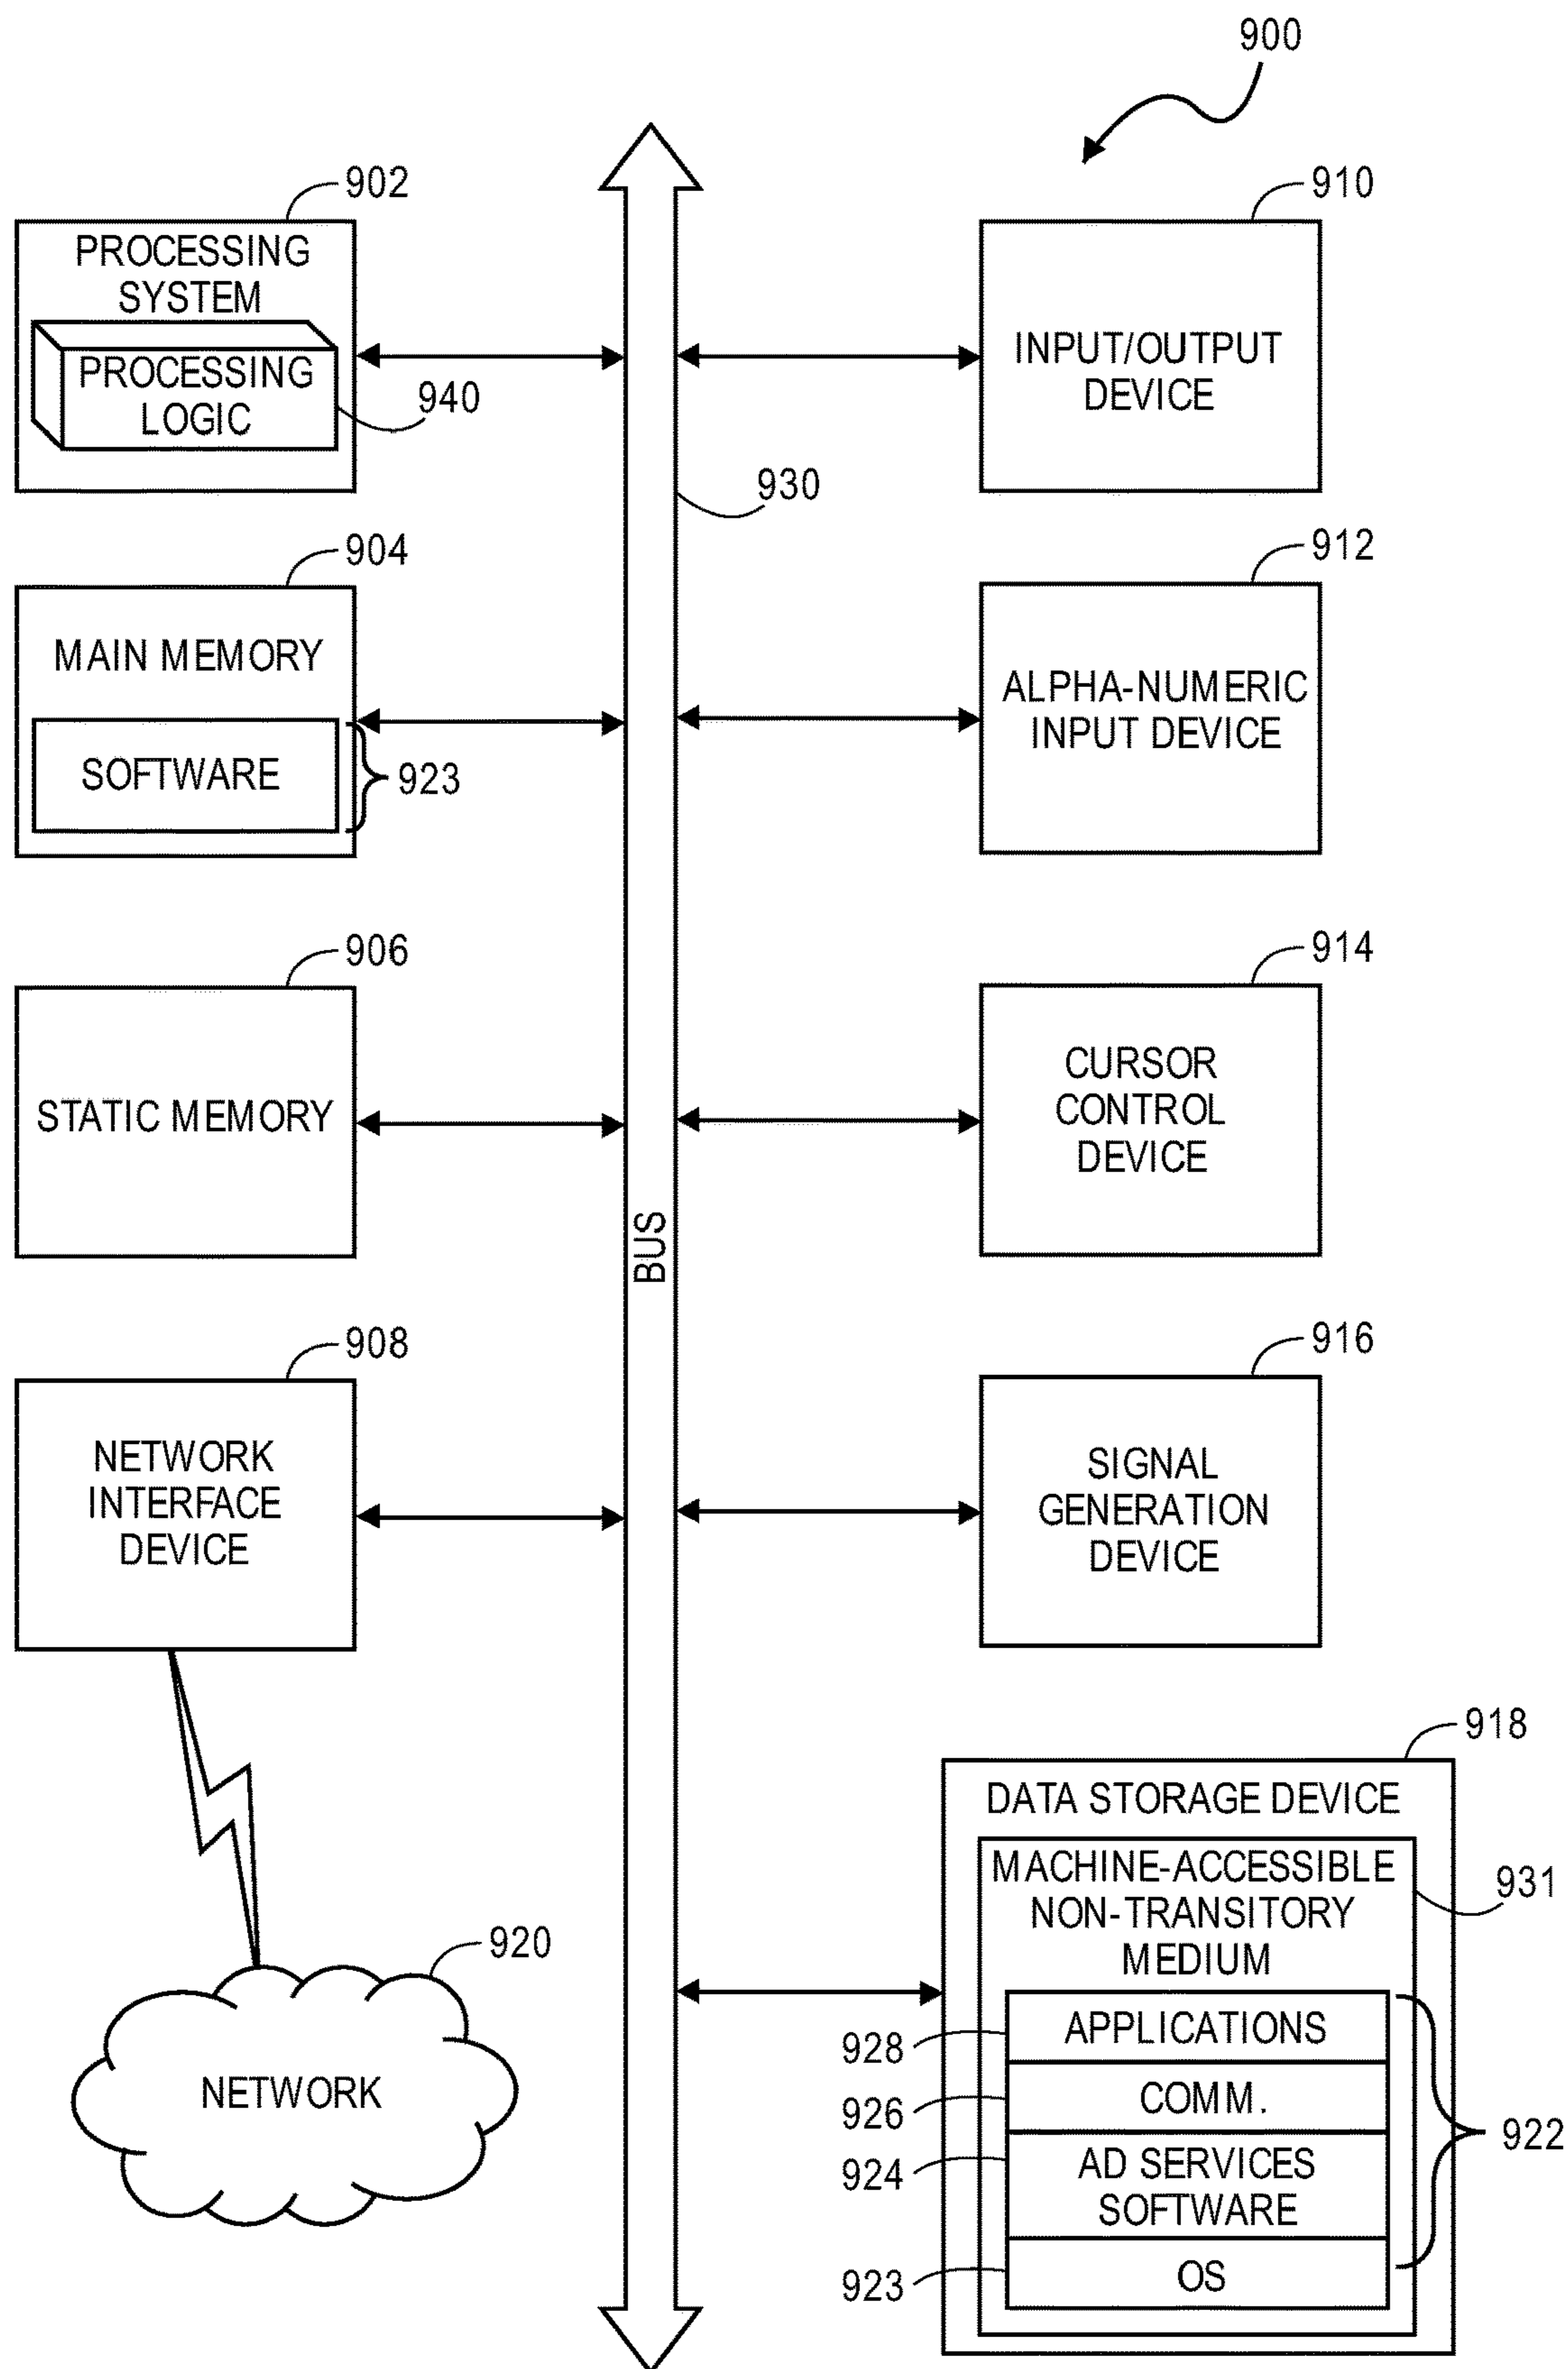 900
902
PROCESSING
SYSTEM
PROCESSING
LOGIC
940
904
MAIN MEMORY
SOFTWARE
923
906
STATIC MEMORY
908
NETWORK
INTERFACE
DEVICE
920
NETWORK
930
BUS
910
INPUT/OUTPUT
DEVICE
912
ALPHA-NUMERIC
INPUT DEVICE
914
CURSOR
CONTROL
DEVICE
916
SIGNAL
GENERATION
DEVICE
918
DATA STORAGE DEVICE
MACHINE-ACCESSIBLE
NON-TRANSITORY
MEDIUM
931
928
APPLICATIONS
926
COMM.
922
924
AD SERVICES
SOFTWARE
923
OS